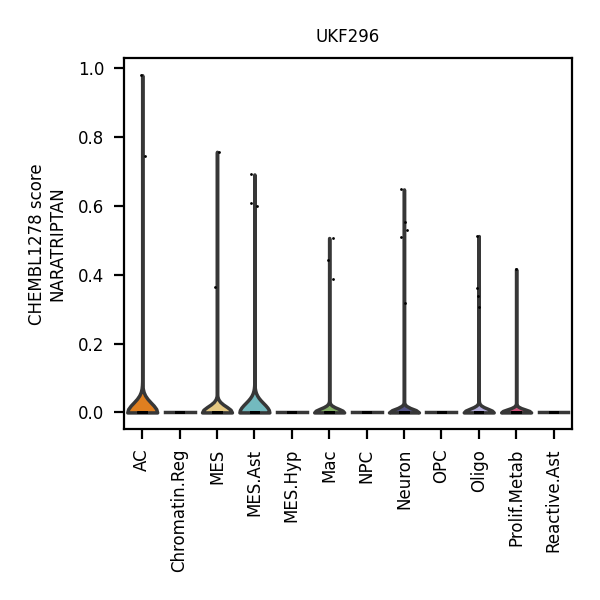 UKF296
CHEMBL1278 score
NARATRIPTAN
1.0
0.8
0.6
0.4
0.2
0.0
AC
Chromatin.Reg
MES
MES.Ast
MES.Hyp
Mac
NPC
Neuron
OPC
Oligo
Prolif.Metab
Reactive.Ast